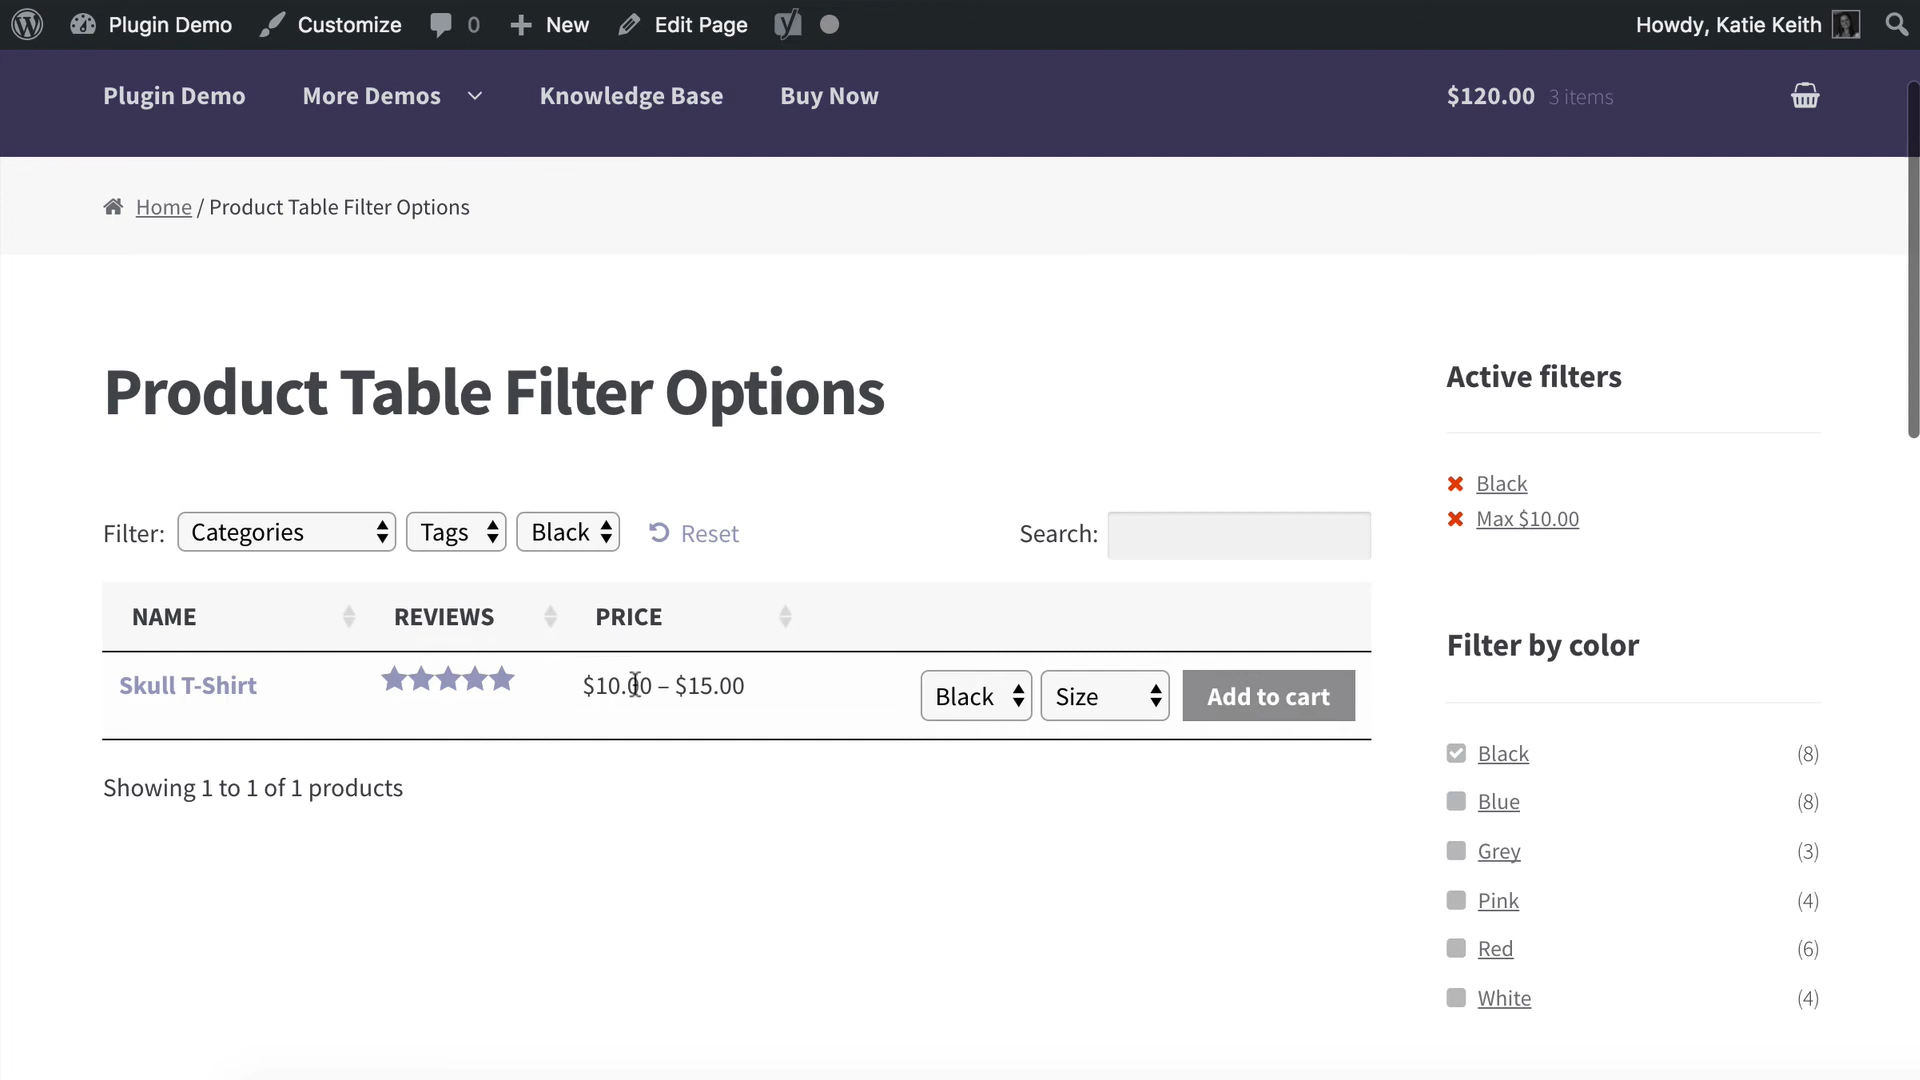 Plugin Demo Customize 0 New Edit Page Howdy, Katie Keith
Plugin Demo More Demos Knowledge Base Buy Now $120.00 3 items
Home / Product Table Filter Options
Product Table Filter Options
Filter: Categories Tags Black Reset Search:
NAME REVIEWS PRICE
Skull T-Shirt $10.00 – $15.00 Black Size Add to cart
Showing 1 to 1 of 1 products
Active filters
Black
Max $10.00
Filter by color
Black (8)
Blue (8)
Grey (3)
Pink (4)
Red (6)
White (4)